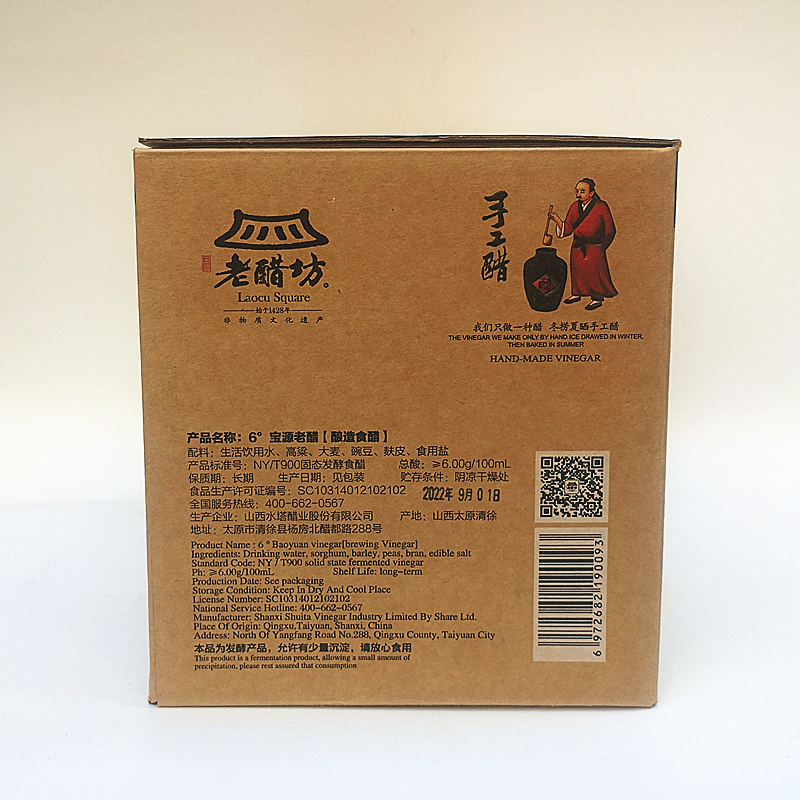 老醋坊
Laocu Square
始于1428年
非物质文化遗产
手工醋
我们只做一种醋 冬捞夏晒手工醋
THE VINEGAR WE MAKE ONLY BY HAND ICE DRAWED IN WINTER,
THEN BAKED IN SUMMER
HAND-MADE VINEGAR
产品名称：6° 宝源老醋【酿造食醋】
配料：生活饮用水、高粱、大麦、豌豆、麸皮、食用盐
产品标准号：NY/T900固态发酵食醋 总酸：≥6.00g/100mL
保质期：长期 生产日期：见包装 贮存条件：阴凉干燥处
食品生产许可证编号：SC10314012102102 2022年 9月 0 1日
全国服务热线：400-662-0567
生产企业：山西水塔醋业股份有限公司 产地：山西太原清徐
地址：太原市清徐县杨房北醋都路288号
Product Name : 6 ° Baoyuan vinegar[brewing Vinegar]
Ingredients: Drinking water, sorghum, barley, peas, bran, edible salt
Standard Code: NY / T900 solid state fermented vinegar
Ph: ≥6.00g/100mL Shelf Life: long-term
Production Date: See packaging
Storage Condition: Keep In Dry And Cool Place
License Number: SC10314012102102
National Service Hotline: 400-662-0567
Manufacturer: Shanxi Shuita Vinegar Industry Limited By Share Ltd.
Place Of Origin: Qingxu,Taiyuan, Shanxi, China
Address: North Of Yangfang Road No.288, Qingxu County, Taiyuan City
本品为发酵产品，允许有少量沉淀，请放心食用
This product is a fermentation product, allowing a small amount of
precipitation, please rest assured that consumption
6 972682 190093